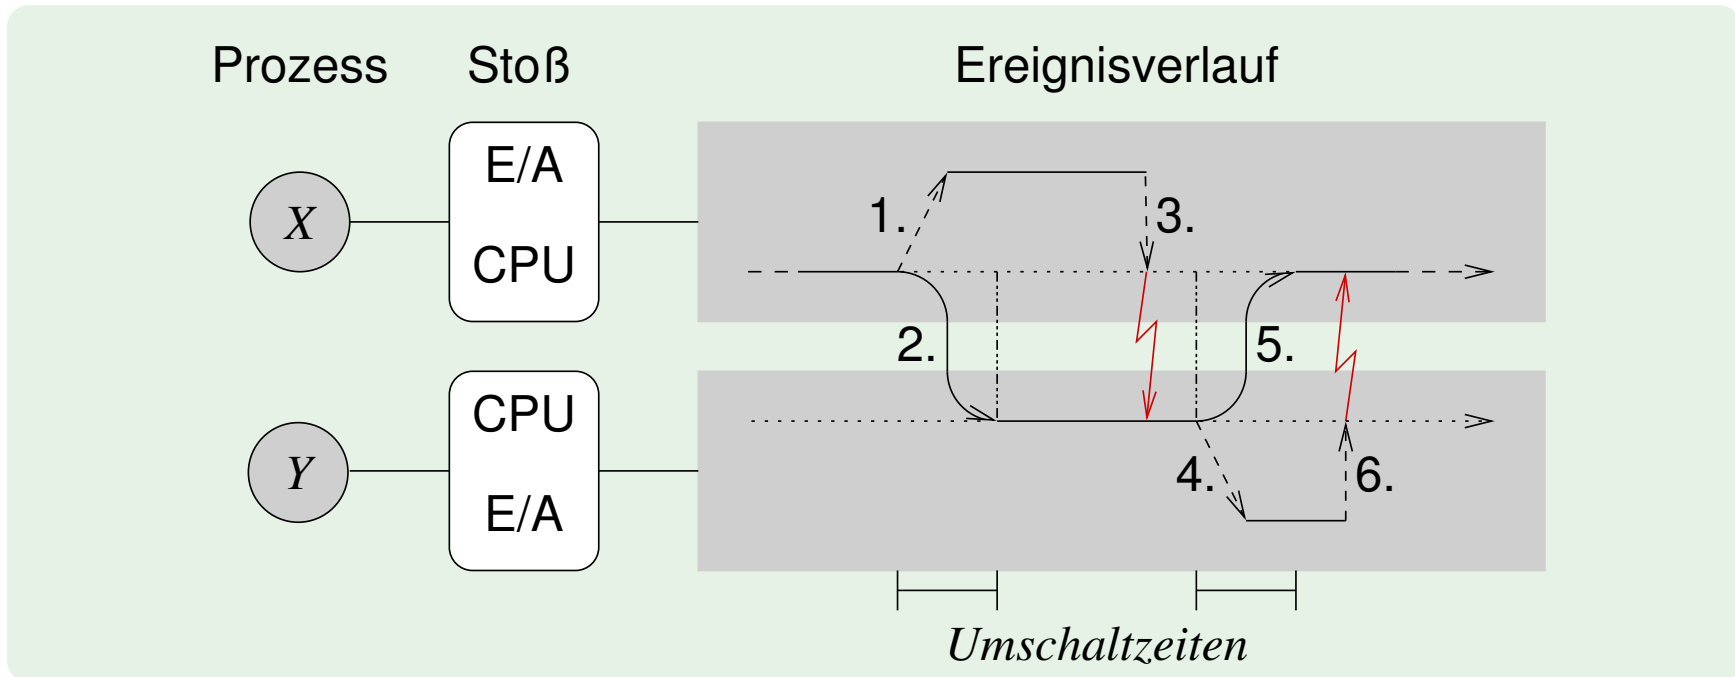 Prozess Stoß Ereignisverlauf
E/A
1. 3.
X
CPU
2. 5.
CPU
Y
4. 6.
E/A
Umschaltzeiten